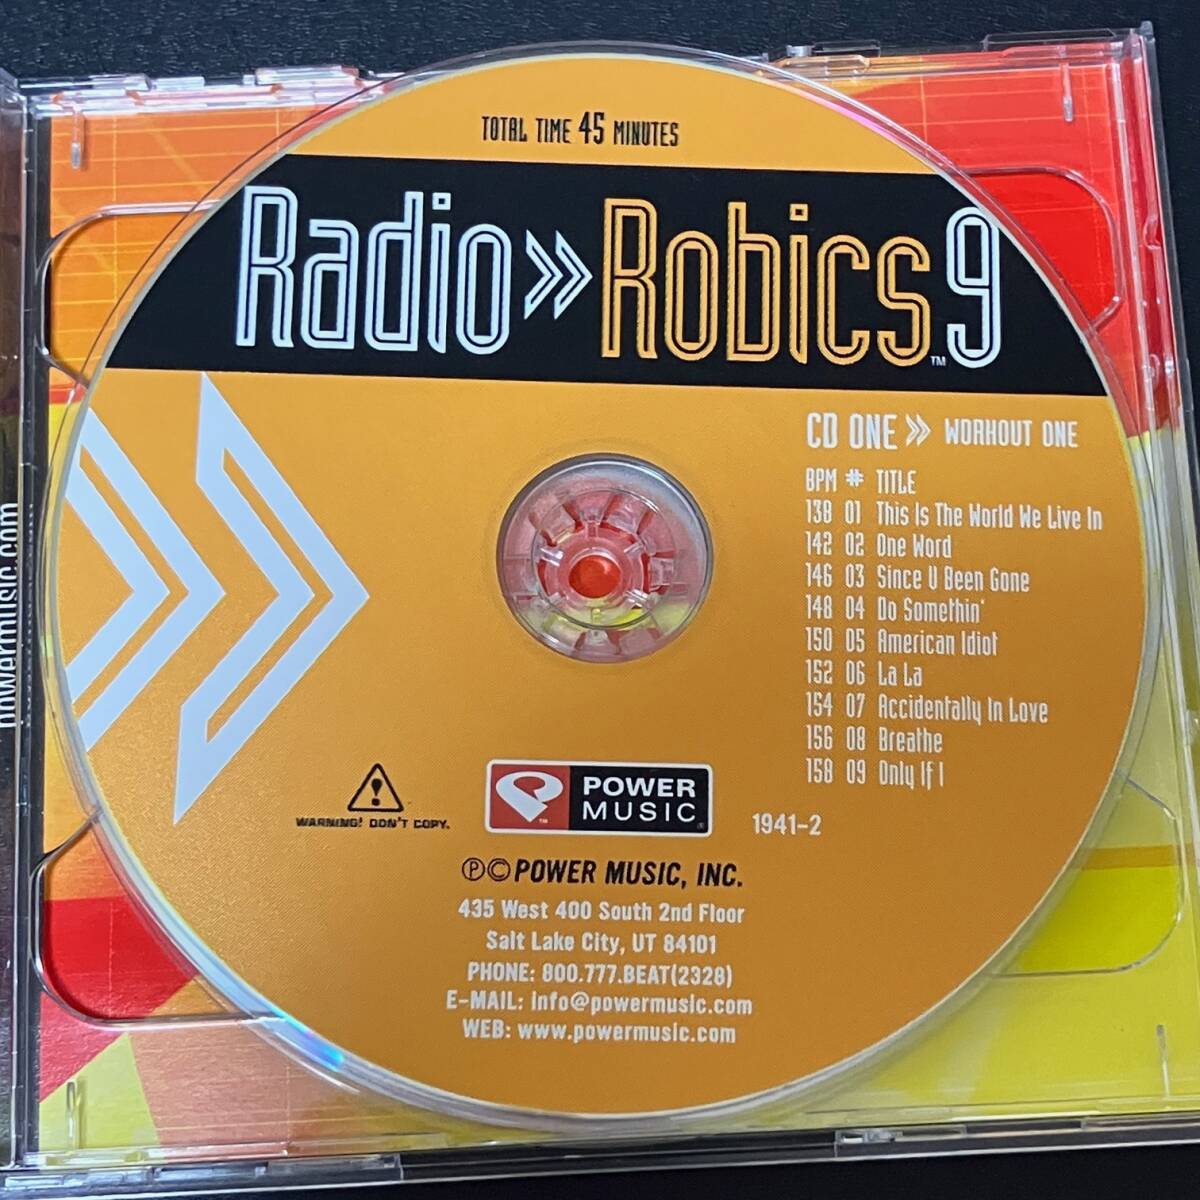 TOTAL TIME 45 MINUTES
Radio >> Robics™ 9
CD ONE >> WORKOUT ONE
BPM # TITLE
138 01 This Is The World We Live In
142 02 One Word
146 03 Since U Been Gone
148 04 Do Somethin'
150 05 American Idiot
152 06 La La
154 07 Accidentally In Love
156 08 Breathe
158 09 Only If I
WARNING! DON'T COPY.
POWER
MUSIC®
™
1941-2
℗©POWER MUSIC, INC.
435 West 400 South 2nd Floor
Salt Lake City, UT 84101
PHONE: 800.777.BEAT(2328)
E-MAIL: info@powermusic.com
WEB: www.powermusic.com
powermusic.com